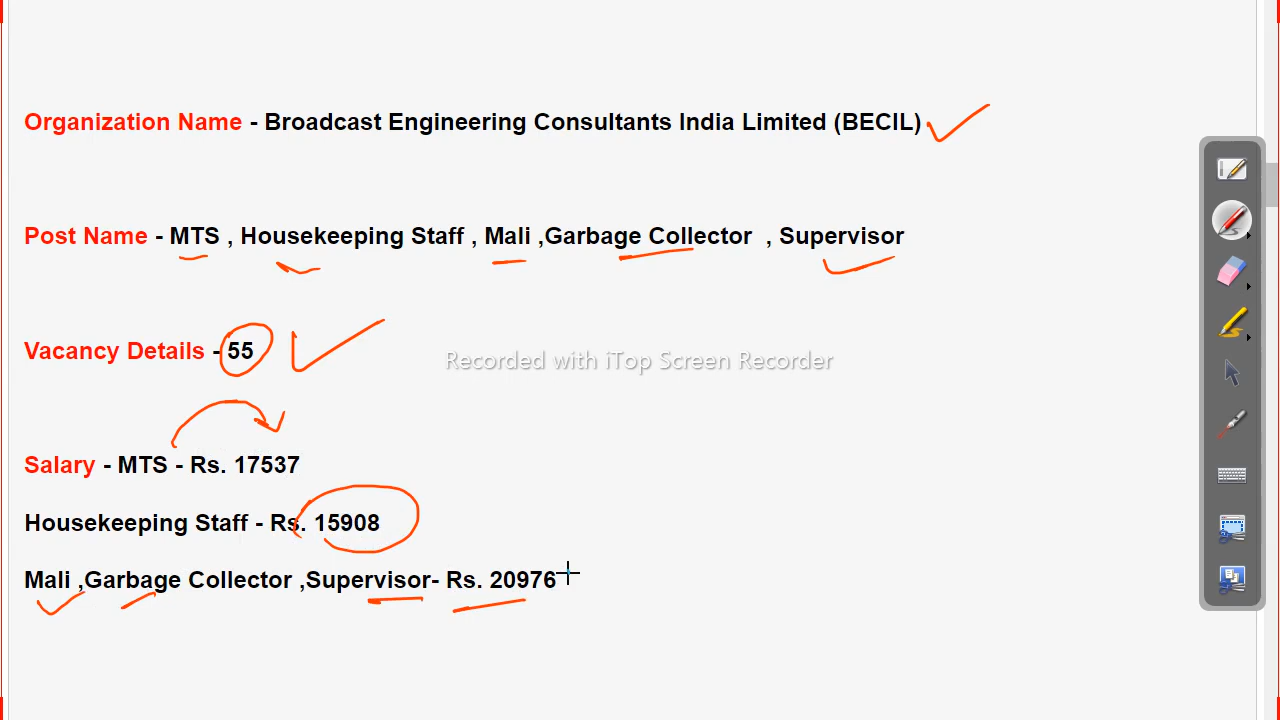 Organization Name - Broadcast Engineering Consultants India Limited (BECIL)
Post Name - MTS , Housekeeping Staff , Mali ,Garbage Collector , Supervisor
Vacancy Details - 55
Recorded with iTop Screen Recorder
Salary - MTS - Rs. 17537
Housekeeping Staff - Rs. 15908
Mali ,Garbage Collector ,Supervisor- Rs. 20976